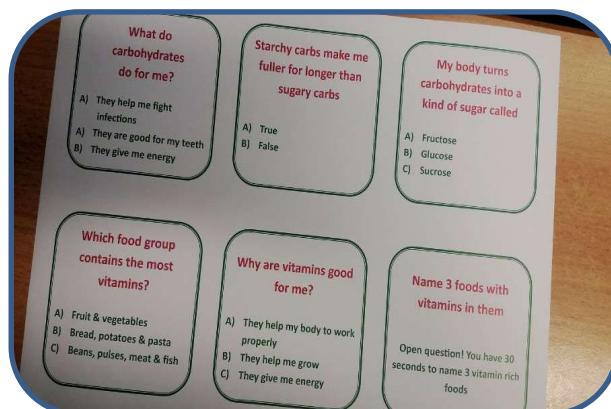 What do
carbohydrates
do for me?
A) They help me fight
infections
A) They are good for my teeth
B) They give me energy
Starchy carbs make me
fuller for longer than
sugary carbs
A) True
B) False
My body turns
carbohydrates into a
kind of sugar called
A) Fructose
B) Glucose
C) Sucrose
Which food group
contains the most
vitamins?
A) Fruit & vegetables
B) Bread, potatoes & pasta
C) Beans, pulses, meat & fish
Why are vitamins good
for me?
A) They help my body to work
properly
B) They help me grow
C) They give me energy
Name 3 foods with
vitamins in them
Open question! You have 30
seconds to name 3 vitamin rich
foods